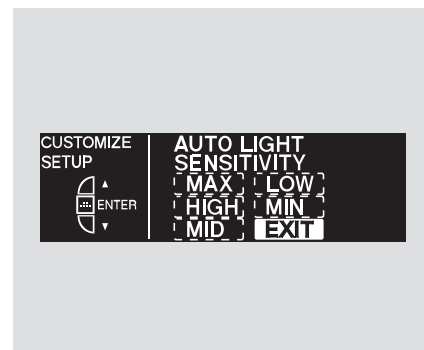 CUSTOMIZE
SETUP
ENTER
AUTO LIGHT
SENSITIVITY
MAX LOW
HIGH MIN
MID EXIT